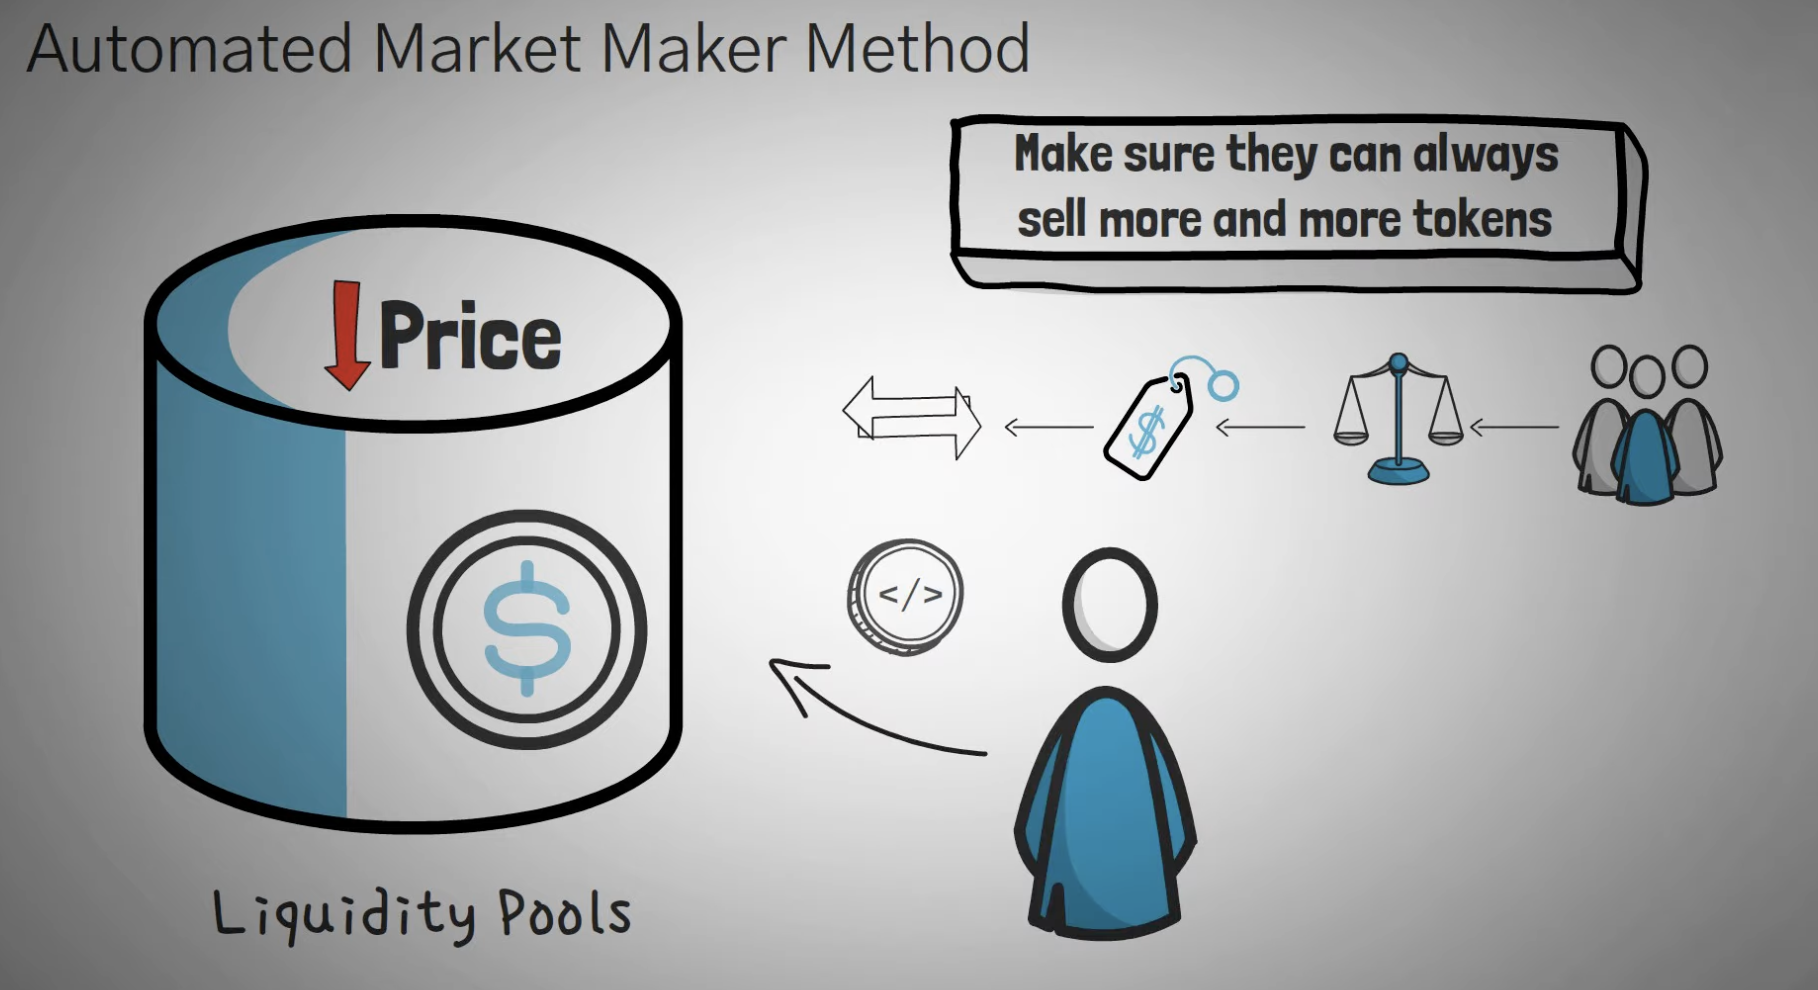 Automated Market Maker Method
Make sure they can always
sell more and more tokens
Price
$
$
</>
Liquidity Pools